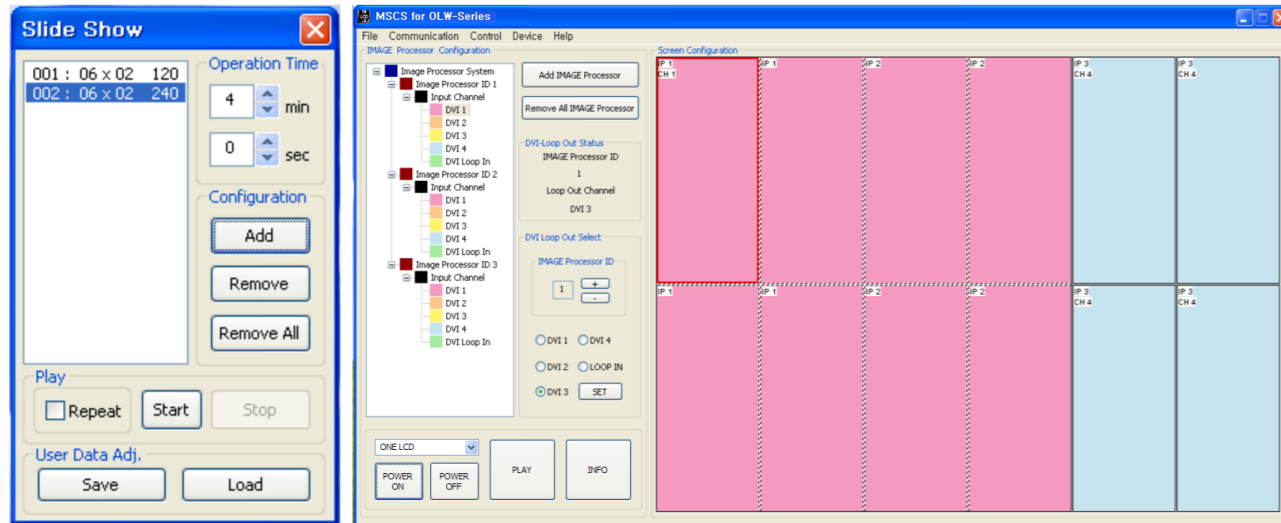 Slide Show
001 : 06 x 02 120
002 : 06 x 02 240
Operation Time
4 min
0 sec
Configuration
Add
Remove
Remove All
Play
Repeat
Start
Stop
User Data Adj.
Save
Load
MSCS for OLW-Series
File Communication Control Device Help
IMAGE Processor Configuration
Image Processor System
Image Processor ID 1
Input Channel
DVI 1
DVI 2
DVI 3
DVI 4
DVI Loop In
Image Processor ID 2
Input Channel
DVI 1
DVI 2
DVI 3
DVI 4
DVI Loop In
Image Processor ID 3
Input Channel
DVI 1
DVI 2
DVI 3
DVI 4
DVI Loop In
Add IMAGE Processor
Remove All IMAGE Processor
DVI-Loop Out Status
IMAGE Processor ID
1
Loop Out Channel
DVI 3
DVI Loop Out Select
IMAGE Processor ID
1
+
-
DVI 1 DVI 4
DVI 2 LOOP IN
DVI 3 SET
ONE LCD
POWER ON
POWER OFF
PLAY
INFO
Screen Configuration
IP 1 IP 1 IP 2 IP 2 IP 3 IP 3
CH 1 CH 4 CH 4
IP 1 IP 1 IP 2 IP 2 IP 3 IP 3
CH 4 CH 4